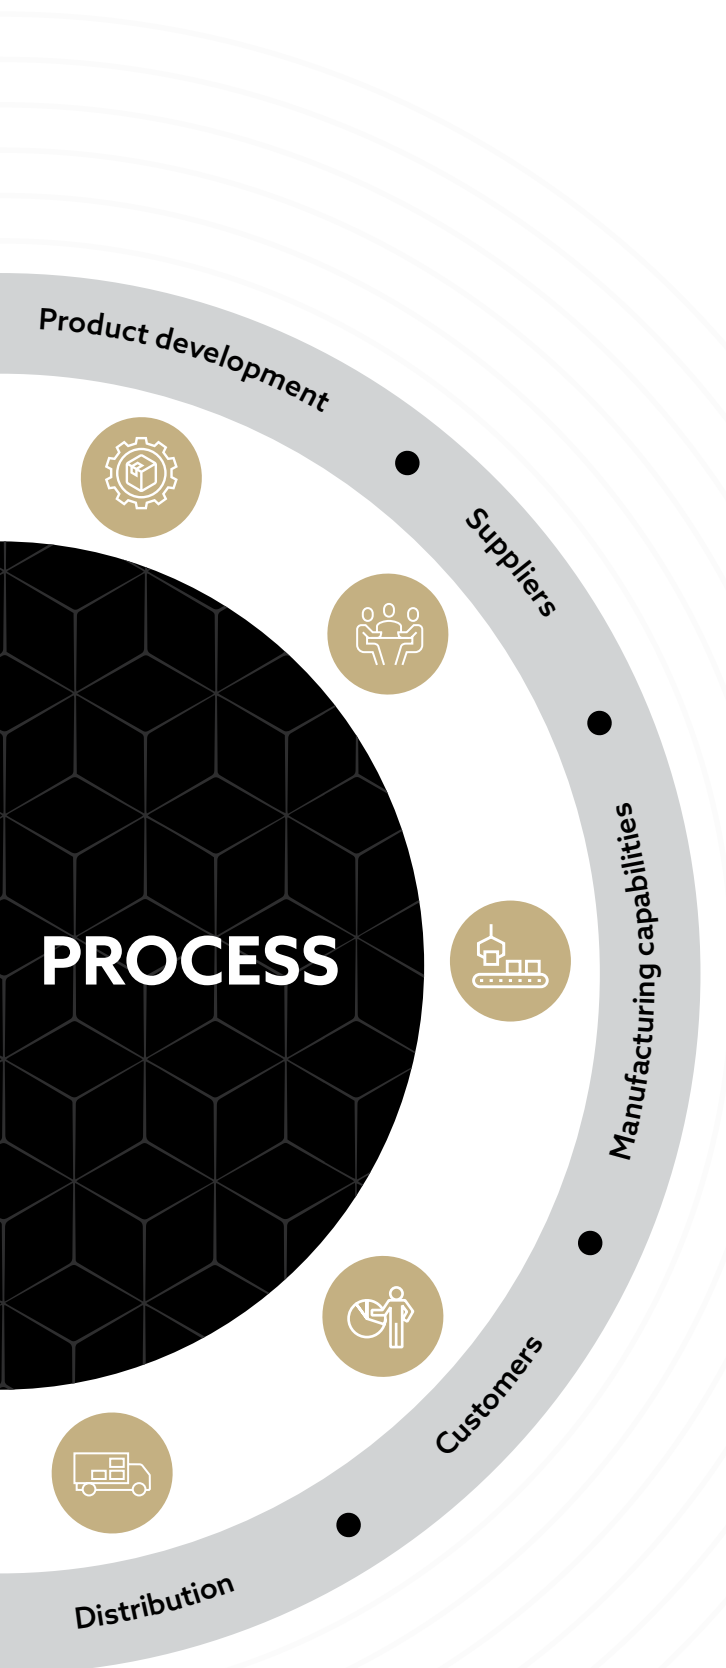 Product development
Suppliers
Manufacturing capabilities
PROCESS
Customers
Distribution